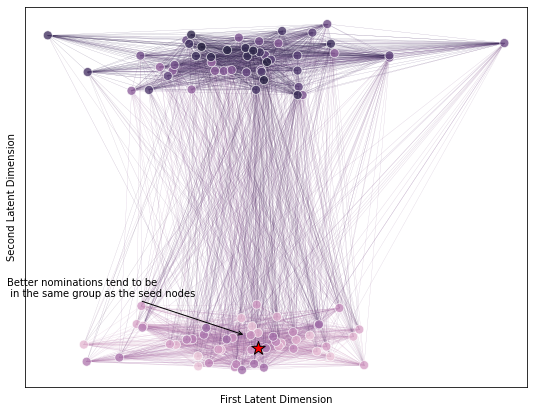 Second Latent Dimension
Better nominations tend to be
in the same group as the seed nodes
First Latent Dimension